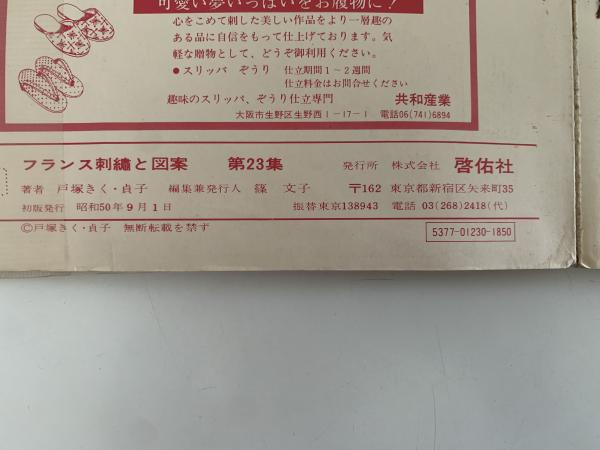 可愛い夢いっぱいをお履物に!
心をこめて刺した美しい作品をより一層趣の
ある品に自信をもって仕上げております。気
軽な贈物として、どうぞ御利用ください。
●スリッパ ぞうり 仕立期間1~2週間
仕立料金はお問合せください
趣味のスリッパ、ぞうり仕立専門 共和産業
大阪市生野区生野西1-17-1 電話06(741)6894
フランス刺繡と図案 第23集 発行所 株式会社 啓佑社
著者 戸塚きく・貞子 編集兼発行人 篠 文子 〒162 東京都新宿区矢来町35
初版発行 昭和50年9月1日 振替東京138943 電話 03(268)2418(代)
©戸塚きく・貞子 無断転載を禁ず 5377-01230-1850